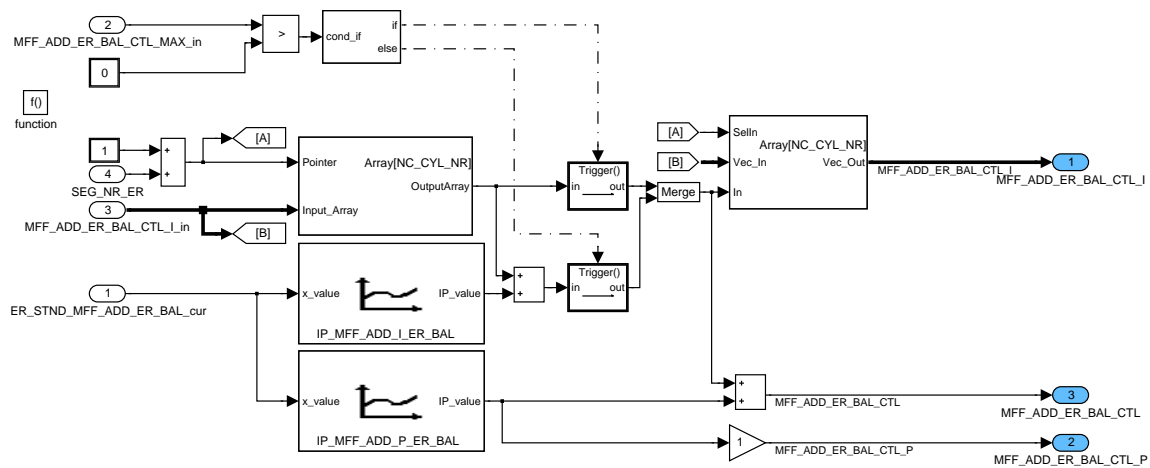 2
MFF_ADD_ER_BAL_CTL_MAX_in
0
>
cond_if
if
else
f()
function
1
+
+
4
SEG_NR_ER
[A]
3
MFF_ADD_ER_BAL_CTL_I_in
[B]
Pointer
Array[NC_CYL_NR]
OutputArray
Input_Array
Trigger()
in
out
Merge
[A]
[B]
SelIn
Array[NC_CYL_NR]
Vec_In
Vec_Out
In
MFF_ADD_ER_BAL_CTL_I
1
MFF_ADD_ER_BAL_CTL_I
1
ER_STND_MFF_ADD_ER_BAL_cur
x_value
IP_value
IP_MFF_ADD_I_ER_BAL
+
+
Trigger()
in
out
x_value
IP_value
IP_MFF_ADD_P_ER_BAL
+
+
MFF_ADD_ER_BAL_CTL
3
MFF_ADD_ER_BAL_CTL
1
MFF_ADD_ER_BAL_CTL_P
2
MFF_ADD_ER_BAL_CTL_P